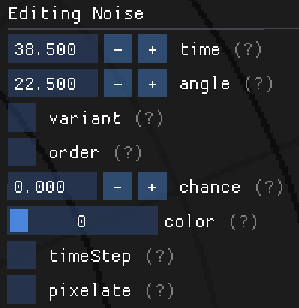 Editing Noise
38.500 - + time (?)
22.500 - + angle (?)
variant (?)
order (?)
0.000 - + chance (?)
0 color (?)
timeStep (?)
pixelate (?)